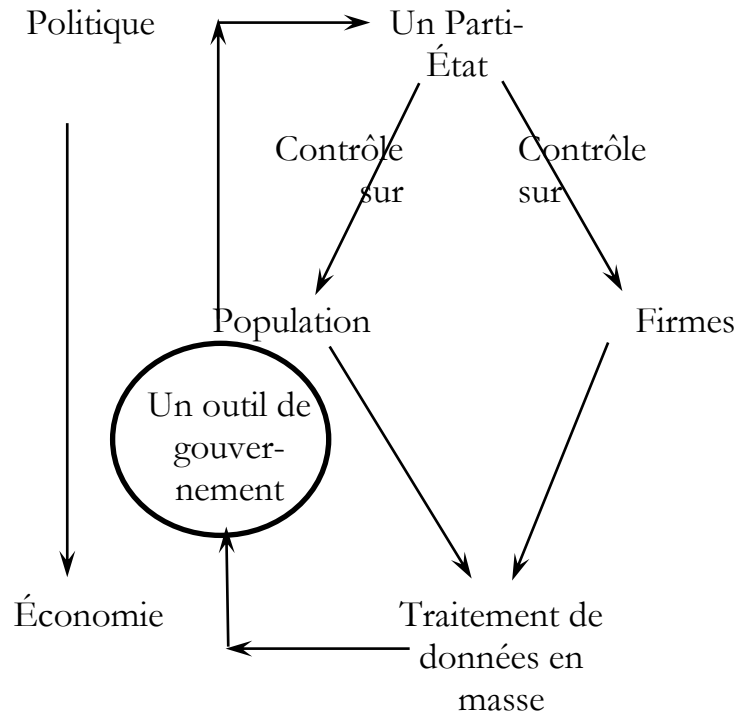 Politique
Un Parti-
État
Contrôle
sur
Contrôle
sur
Population
Firmes
Un outil de
gouver-
nement
Économie
Traitement de
données en
masse